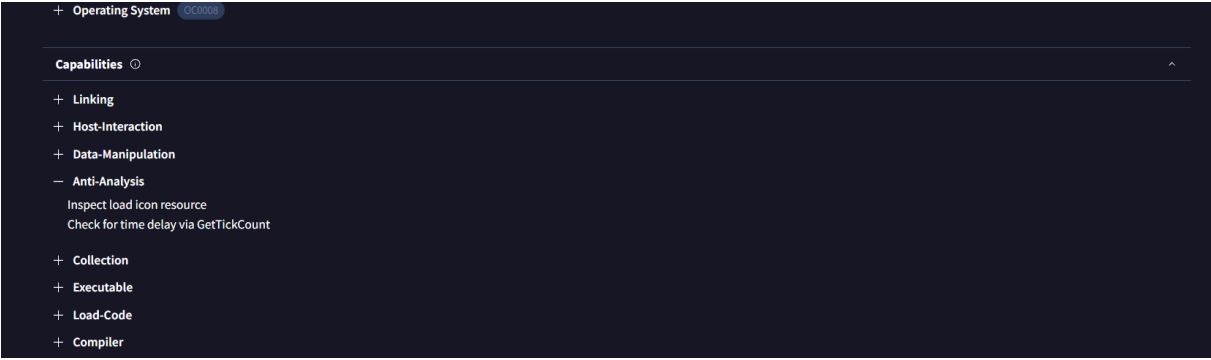 + Operating System OC0008
Capabilities
+ Linking
+ Host-Interaction
+ Data-Manipulation
— Anti-Analysis
Inspect load icon resource
Check for time delay via GetTickCount
+ Collection
+ Executable
+ Load-Code
+ Compiler